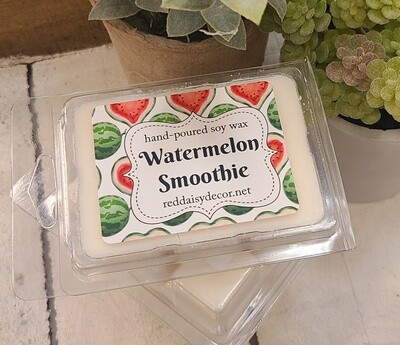 hand-poured soy wax
Watermelon
Smoothie
reddaisydecor.net